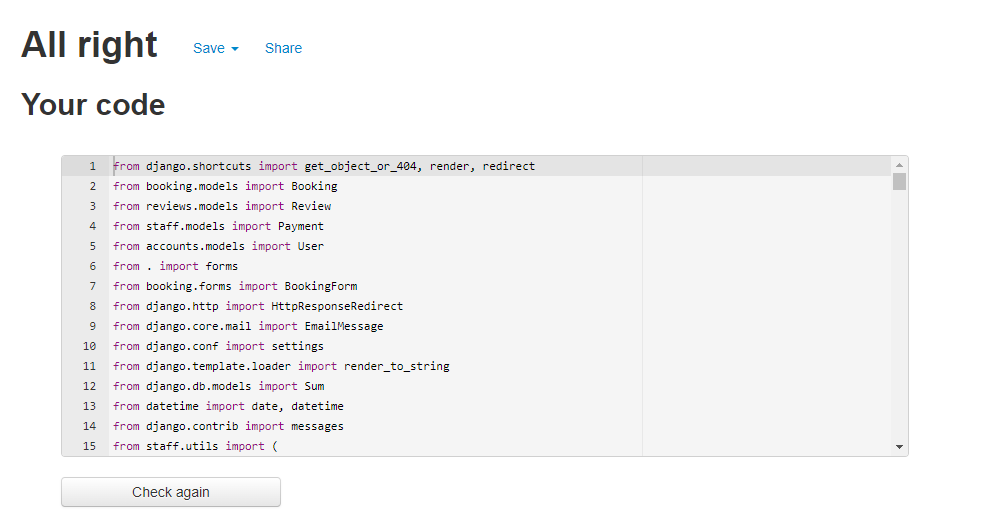 All right Save Share
Your code
1 from django.shortcuts import get_object_or_404, render, redirect
2 from booking.models import Booking
3 from reviews.models import Review
4 from staff.models import Payment
5 from accounts.models import User
6 from . import forms
7 from booking.forms import BookingForm
8 from django.http import HttpResponseRedirect
9 from django.core.mail import EmailMessage
10 from django.conf import settings
11 from django.template.loader import render_to_string
12 from django.db.models import Sum
13 from datetime import date, datetime
14 from django.contrib import messages
15 from staff.utils import (
Check again